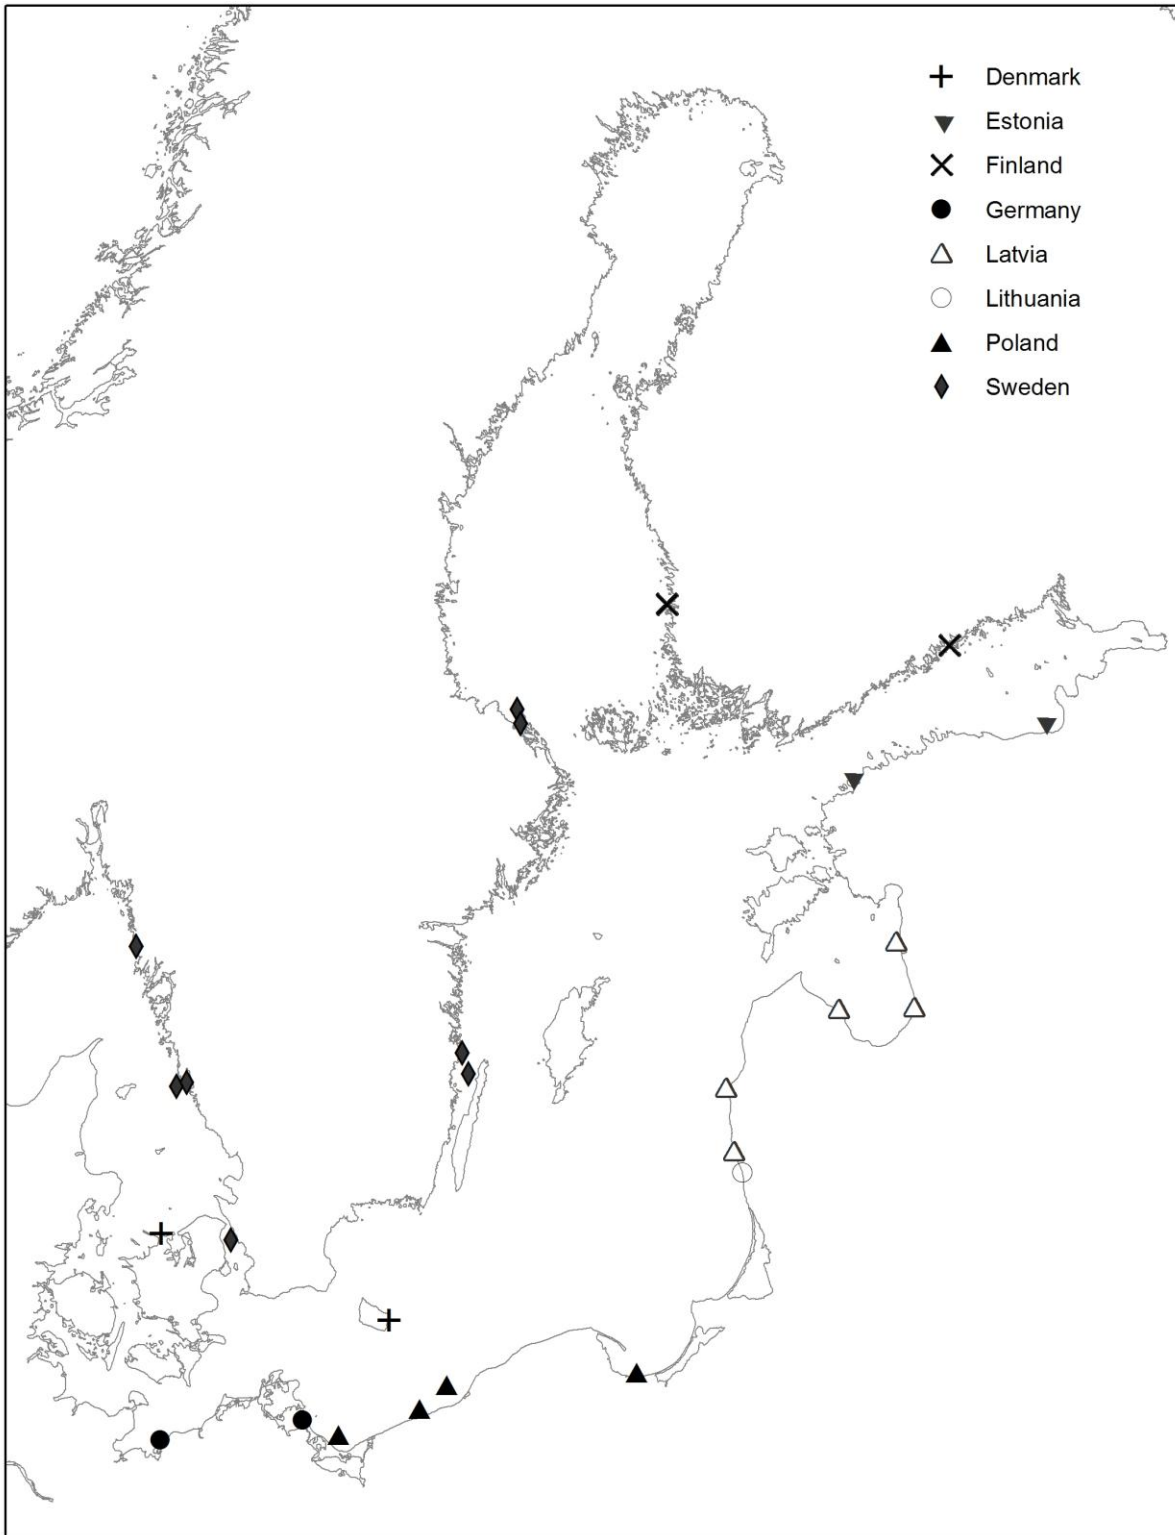 Denmark
Estonia
Finland
Germany
Latvia
Lithuania
Poland
Sweden